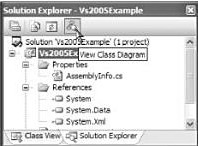 Solution Explorer - Vs2005Example
Solution 'Vs2005Example' (1 project)
Vs2005Ex
View Class Diagram
Properties
AssemblyInfo.cs
References
System
System.Data
System.Xml
Class View
Solution Explorer